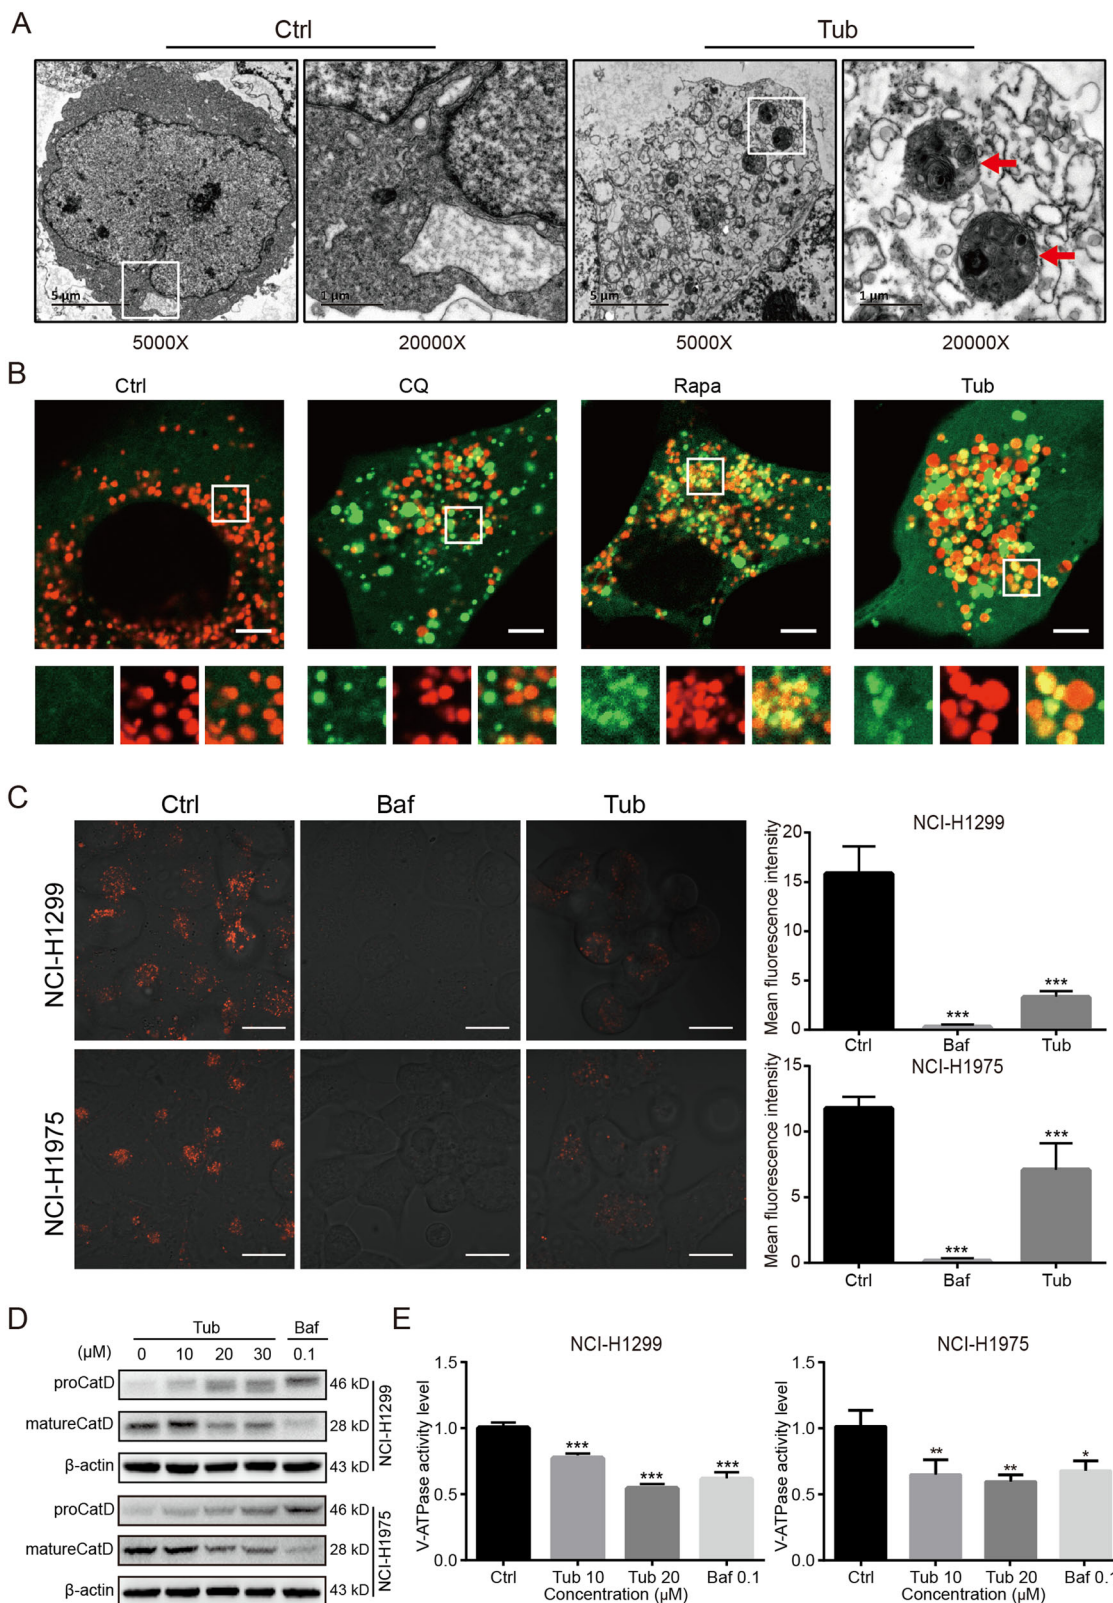 A
Ctrl
Tub
5 µm
1 µm
5 µm
1 µm
5000X
20000X
5000X
20000X
B
Ctrl
CQ
Rapa
Tub
C
Ctrl
Baf
Tub
NCI-H1299
NCI-H1975
NCI-H1299
Mean fluorescence intensity
20
15
10
5
0
***
***
Ctrl
Baf
Tub
NCI-H1975
Mean fluorescence intensity
15
10
5
0
***
***
Ctrl
Baf
Tub
D
Tub
Baf
(µM)
0
10
20
30
0.1
proCatD
46 kD
matureCatD
28 kD
β-actin
43 kD
NCI-H1299
proCatD
46 kD
matureCatD
28 kD
β-actin
43 kD
NCI-H1975
E
NCI-H1299
V-ATPase activity level
1.5
1.0
0.5
0.0
***
***
***
Ctrl
Tub 10
Tub 20
Baf 0.1
Concentration (µM)
NCI-H1975
V-ATPase activity level
1.5
1.0
0.5
0.0
**
**
*
Ctrl
Tub 10
Tub 20
Baf 0.1
Concentration (µM)